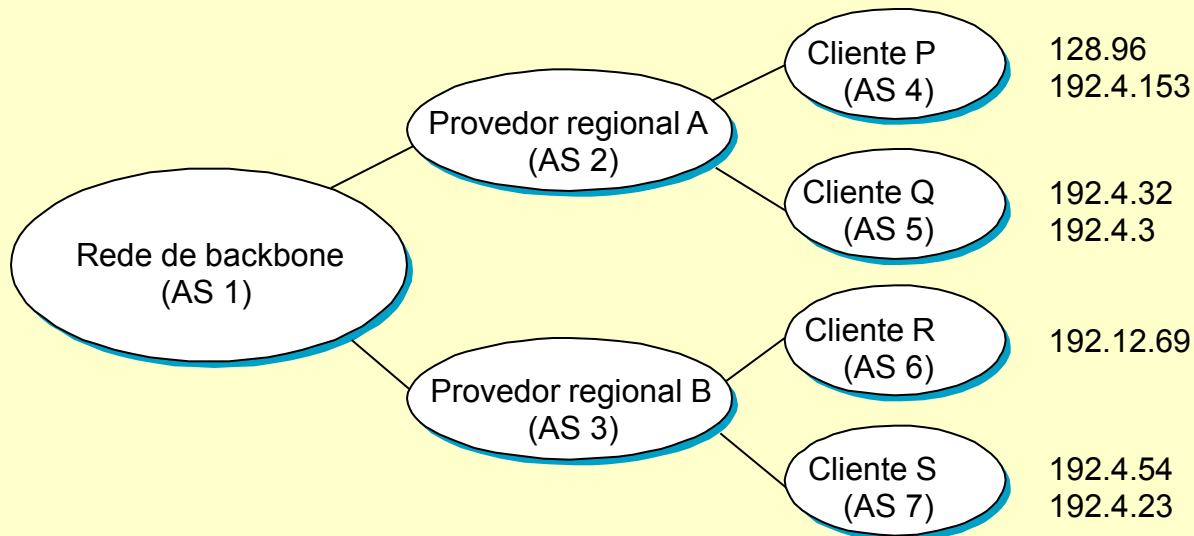 Cliente P
(AS 4)
128.96
192.4.153
Provedor regional A
(AS 2)
Cliente Q
(AS 5)
192.4.32
192.4.3
Rede de backbone
(AS 1)
Cliente R
(AS 6)
192.12.69
Provedor regional B
(AS 3)
Cliente S
(AS 7)
192.4.54
192.4.23